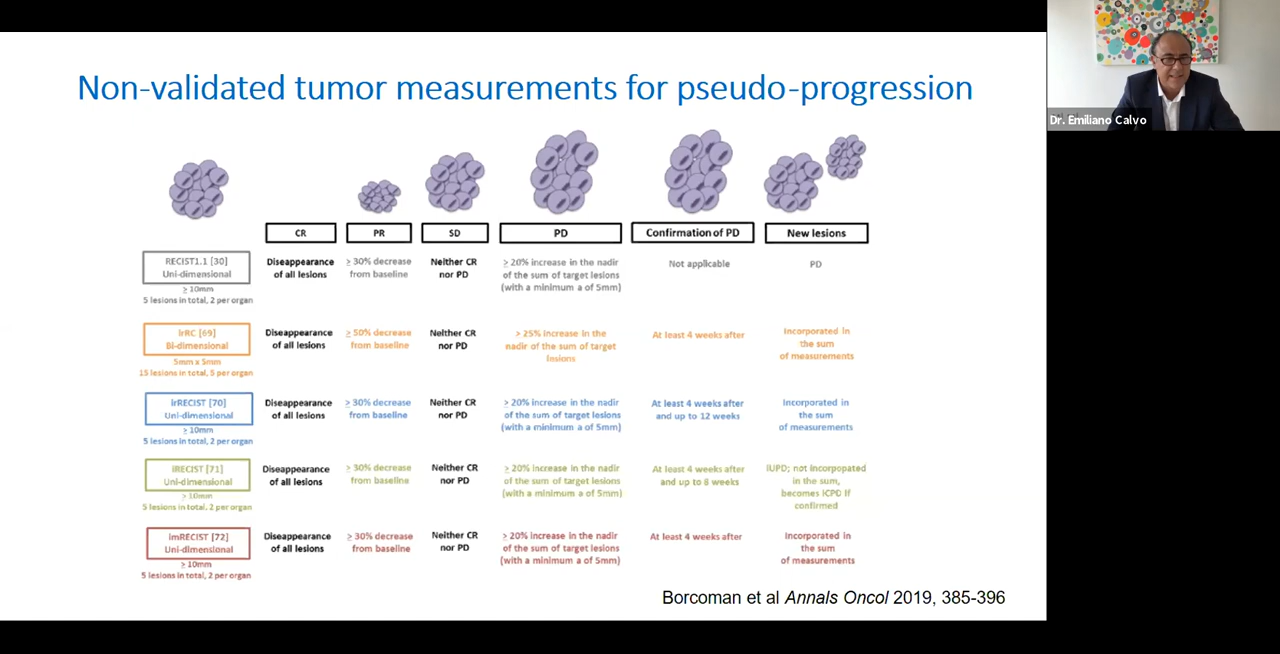 Non-validated tumor measurements for pseudo-progression
Dr. Emiliano Calvo
CR
PR
SD
PD
Confirmation of PD
New lesions
RECIST1.1 [30]
Uni-dimensional
≥ 10mm
5 lesions in total, 2 per organ
Disappearance
of all lesions
≥ 30% decrease
from baseline
Neither CR
nor PD
≥ 20% increase in the nadir
of the sum of target lesions
(with a minimum a of 5mm)
Not applicable
PD
irRC [69]
Bi-dimensional
5mm x 5mm
15 lesions in total, 5 per organ
Disappearance
of all lesions
≥ 50% decrease
from baseline
Neither CR
nor PD
> 25% increase in the
nadir of the sum of target
lesions
At least 4 weeks after
Incorporated in
the sum
of measurements
irRECIST [70]
Uni-dimensional
≥ 10mm
5 lesions in total, 2 per organ
Disappearance
of all lesions
≥ 30% decrease
from baseline
Neither CR
nor PD
≥ 20% increase in the nadir
of the sum of target lesions
(with a minimum a of 5mm)
At least 4 weeks after
and up to 12 weeks
Incorporated in
the sum
of measurements
iRECIST [71]
Uni-dimensional
≥ 10mm
5 lesions in total, 2 per organ
Disappearance
of all lesions
≥ 30% decrease
from baseline
Neither CR
nor PD
≥ 20% increase in the nadir
of the sum of target lesions
(with a minimum a of 5mm)
At least 4 weeks after
and up to 8 weeks
iUPD; not incorpopated
in the sum,
becomes iCPD if
confirmed
imRECIST [72]
Uni-dimensional
≥ 10mm
5 lesions in total, 2 per organ
Disappearance
of all lesions
≥ 30% decrease
from baseline
Neither CR
nor PD
≥ 20% increase in the nadir
of the sum of target lesions
(with a minimum a of 5mm)
At least 4 weeks after
Incorporated in
the sum
of measurements
Borcoman et al Annals Oncol 2019, 385-396